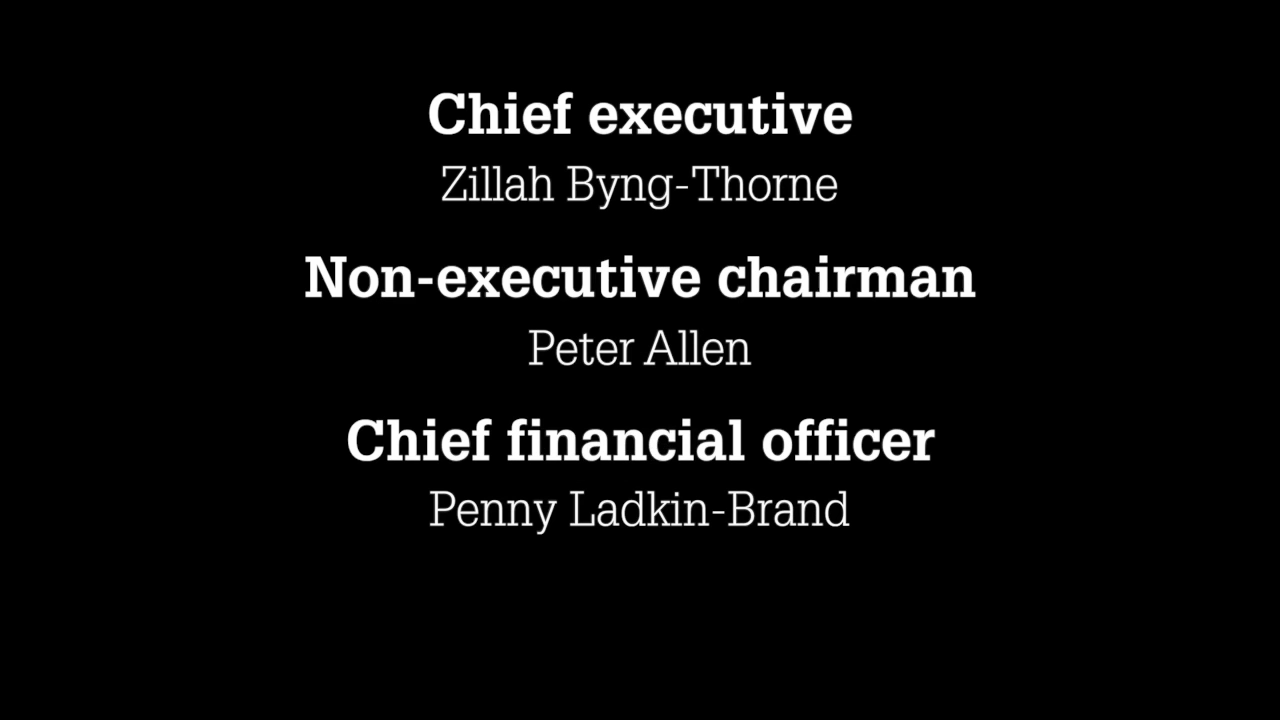 Chief executive
Zillah Byng-Thorne
Non-executive chairman
Peter Allen
Chief financial officer
Penny Ladkin-Brand